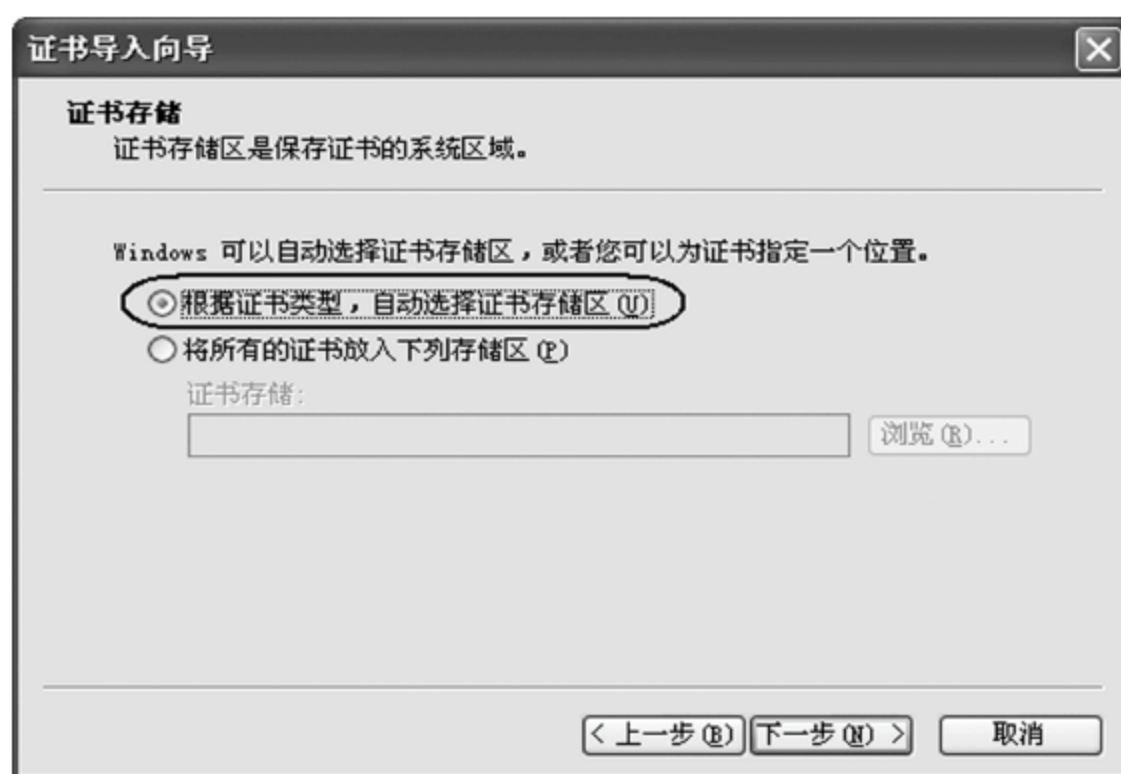 证书导入向导
证书存储
证书存储区是保存证书的系统区域。
Windows 可以自动选择证书存储区，或者您可以为证书指定一个位置。
根据证书类型，自动选择证书存储区(U)
将所有的证书放入下列存储区(P)
证书存储:
浏览(R)...
< 上一步(B) 下一步(N) > 取消